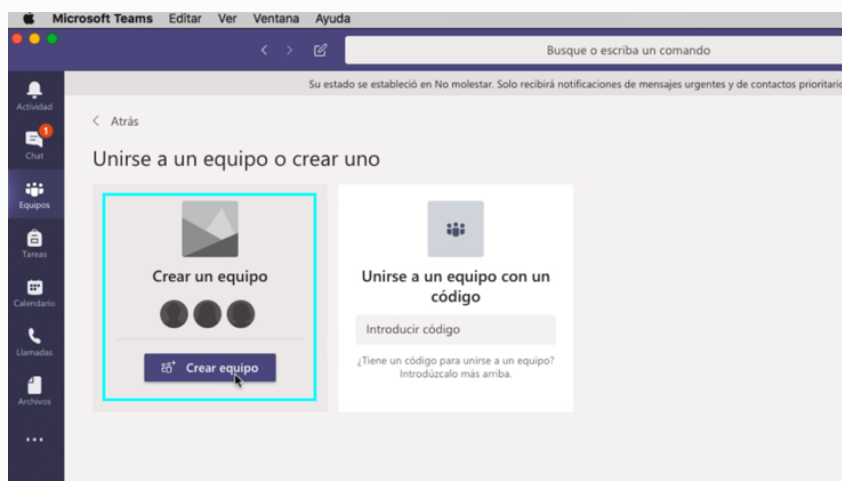 Microsoft Teams Editar Ver Ventana Ayuda
Busque o escriba un comando
Su estado se estableció en No molestar. Solo recibirá notificaciones de mensajes urgentes y de contactos prioritario
Actividad
1
Chat
Equipos
Tareas
Calendario
Llamadas
Archivos
Atrás
Unirse a un equipo o crear uno
Crear un equipo
Crear equipo
Unirse a un equipo con un
código
Introducir código
¿Tiene un código para unirse a un equipo?
Introdúzcalo más arriba.